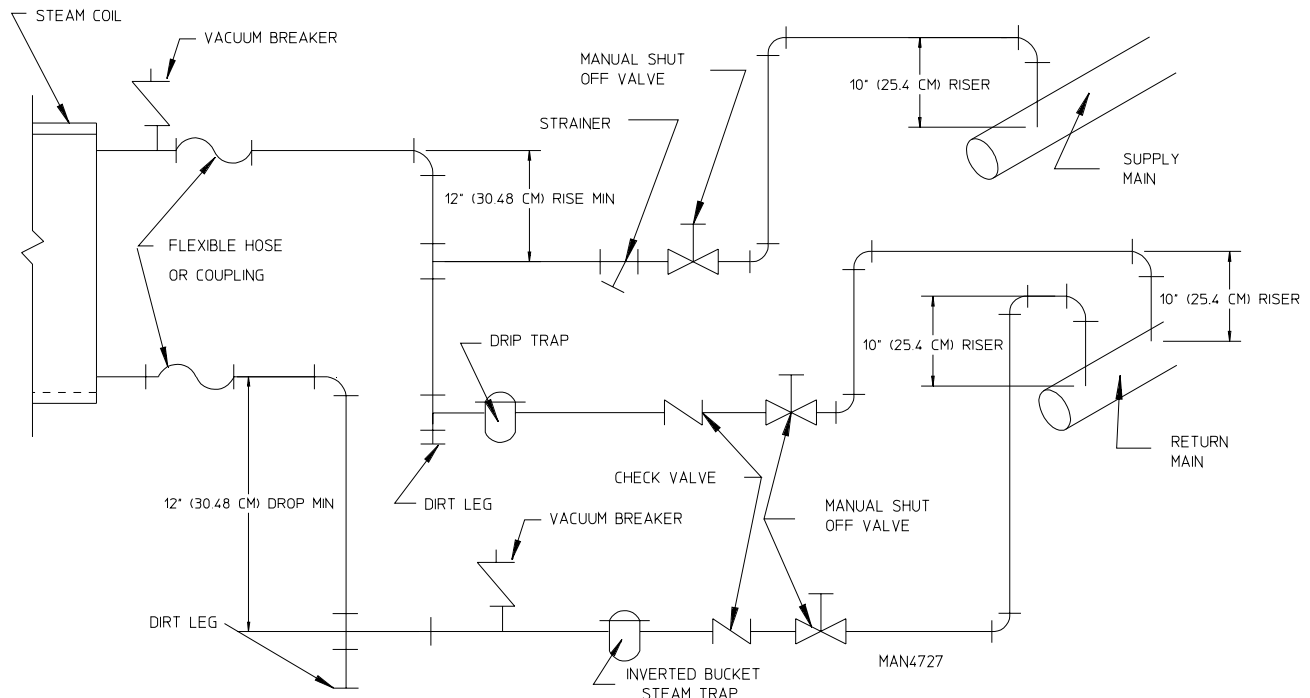 STEAM COIL
VACUUM BREAKER
MANUAL SHUT
OFF VALVE
10" (25.4 CM) RISER
STRAINER
SUPPLY
MAIN
12" (30.48 CM) RISE MIN
FLEXIBLE HOSE
OR COUPLING
10" (25.4 CM) RISER
DRIP TRAP
10" (25.4 CM) RISER
RETURN
MAIN
CHECK VALVE
12" (30.48 CM) DROP MIN
DIRT LEG
MANUAL SHUT
OFF VALVE
VACUUM BREAKER
DIRT LEG
MAN4727
INVERTED BUCKET
STEAM TRAP